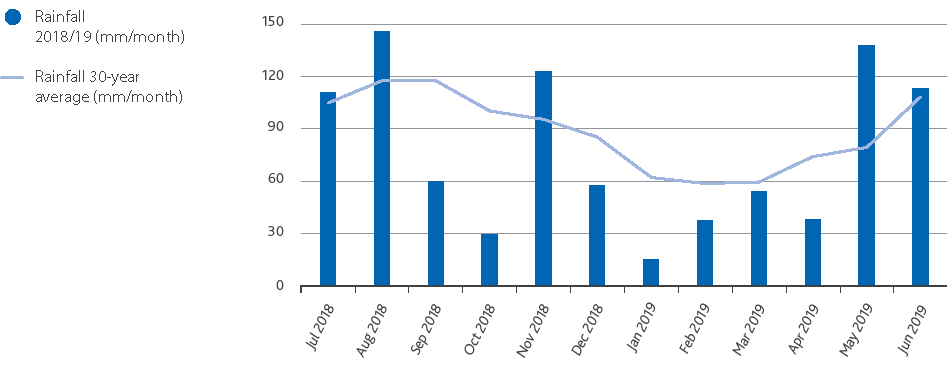 Rainfall
2018/19 (mm/month)
Rainfall 30-year
average (mm/month)
150
120
90
60
30
0
Jul 2018
Aug 2018
Sep 2018
Oct 2018
Nov 2018
Dec 2018
Jan 2019
Feb 2019
Mar 2019
Apr 2019
May 2019
Jun 2019